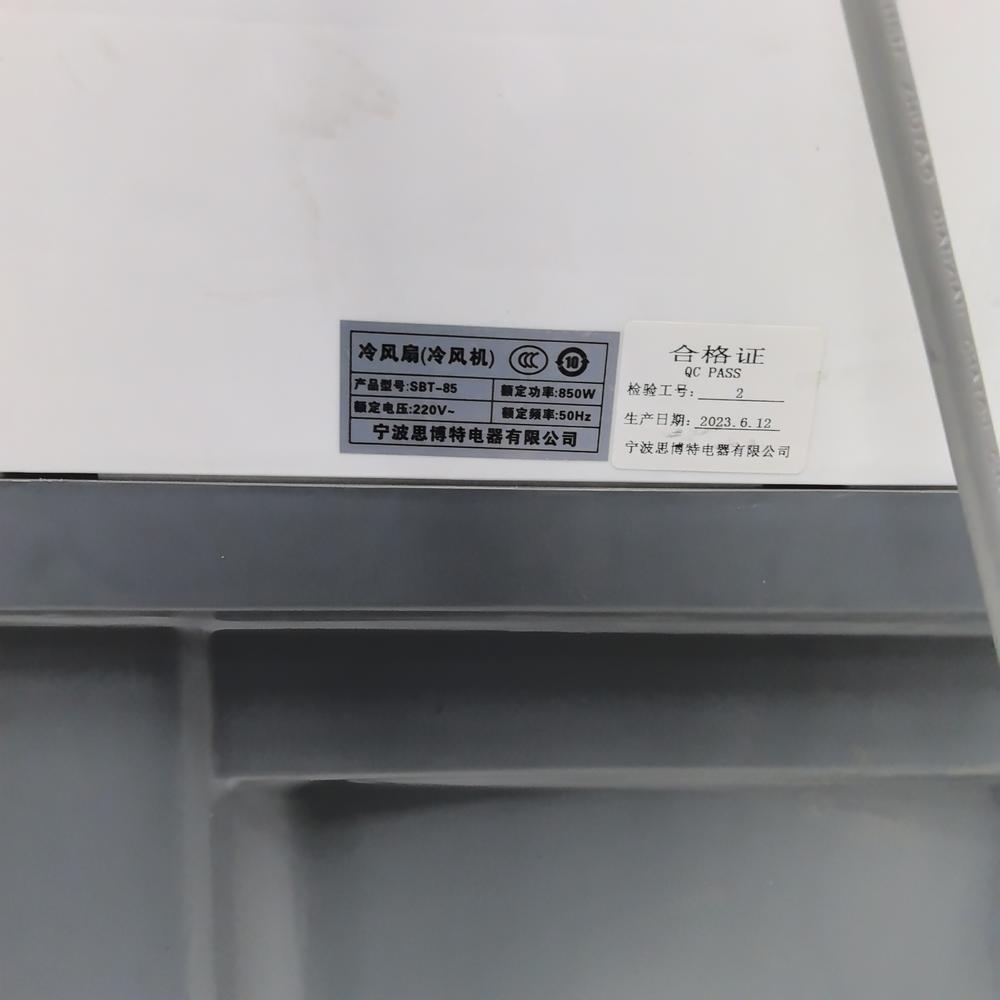 冷风扇(冷风机) CCC 10
产品型号:SBT-85 额定功率:850W
额定电压:220V~ 额定频率:50Hz
宁波思博特电器有限公司
合格证
QC PASS
检验工号: 2
生产日期: 2023.6.12
宁波思博特电器有限公司